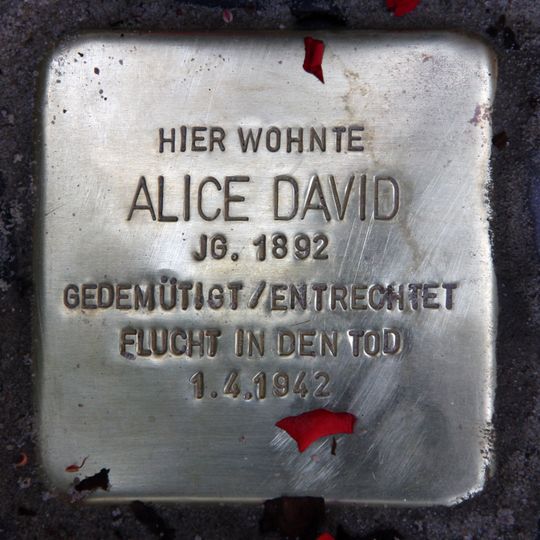 HIER WOHNTE
ALICE DAVID
JG. 1892
GEDEMÜTIGT/ENTRECHTET
FLUCHT IN DEN TOD
1.4.1942